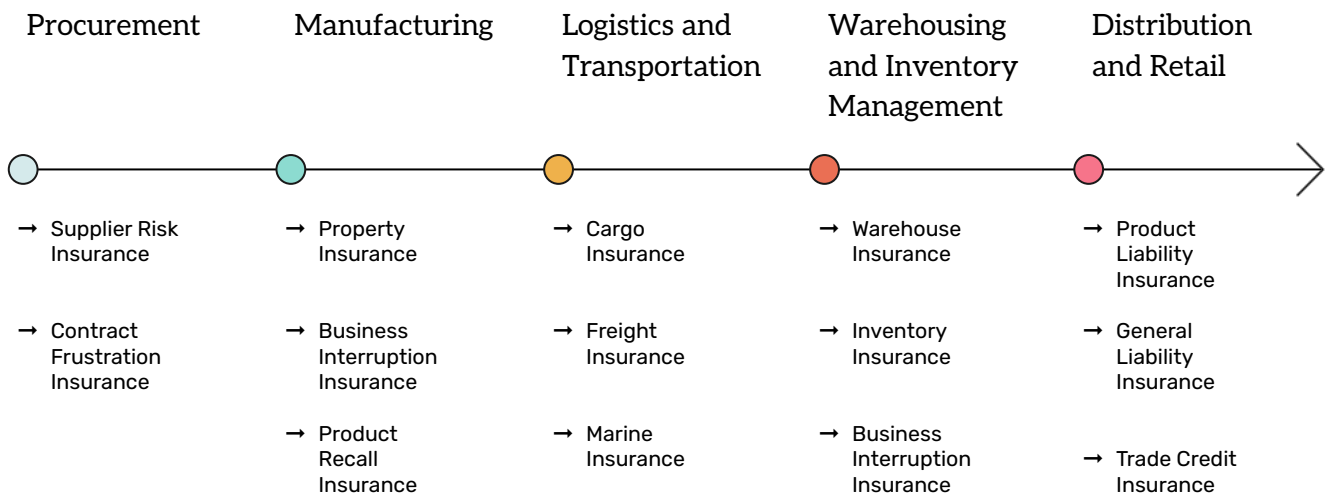 Procurement
Manufacturing
Logistics and
Transportation
Warehousing
and Inventory
Management
Distribution
and Retail
→ Supplier Risk
Insurance
→ Contract
Frustration
Insurance
→ Property
Insurance
→ Business
Interruption
Insurance
→ Product
Recall
Insurance
→ Cargo
Insurance
→ Freight
Insurance
→ Marine
Insurance
→ Warehouse
Insurance
→ Inventory
Insurance
→ Business
Interruption
Insurance
→ Product
Liability
Insurance
→ General
Liability
Insurance
→ Trade Credit
Insurance